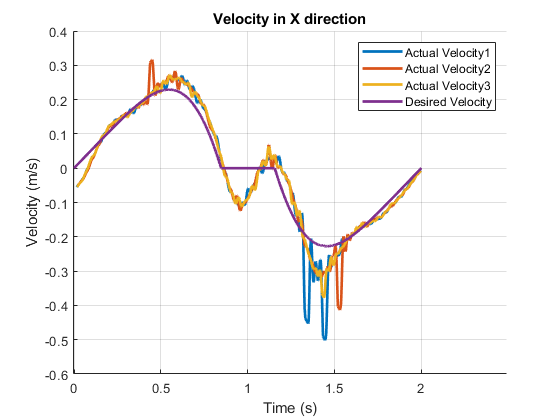 Velocity in X direction
Actual Velocity1
Actual Velocity2
Actual Velocity3
Desired Velocity
Velocity (m/s)
0.4
0.3
0.2
0.1
0
-0.1
-0.2
-0.3
-0.4
-0.5
-0.6
0
0.5
1
1.5
2
Time (s)